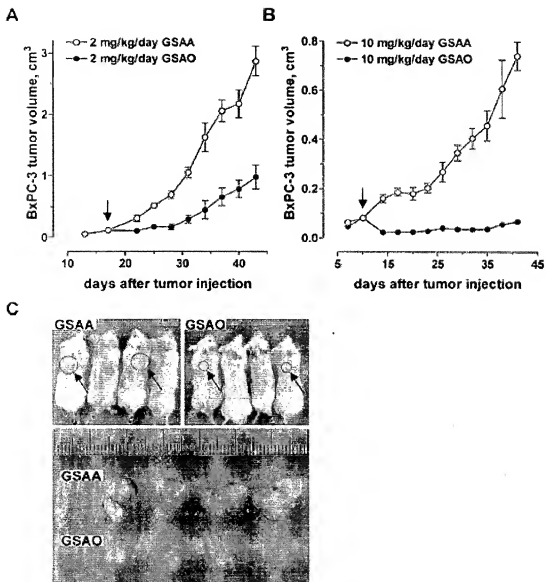 A
2 mg/kg/day GSAA
2 mg/kg/day GSAO
BxPC-3 tumor volume, cm3
3
2
1
0
10
20
30
40
days after tumor injection
B
10 mg/kg/day GSAA
10 mg/kg/day GSAO
BxPC-3 tumor volume, cm3
0.8
0.6
0.4
0.2
0.0
5
15
25
35
45
days after tumor injection
C
GSAA
GSAO
GSAA
GSAO